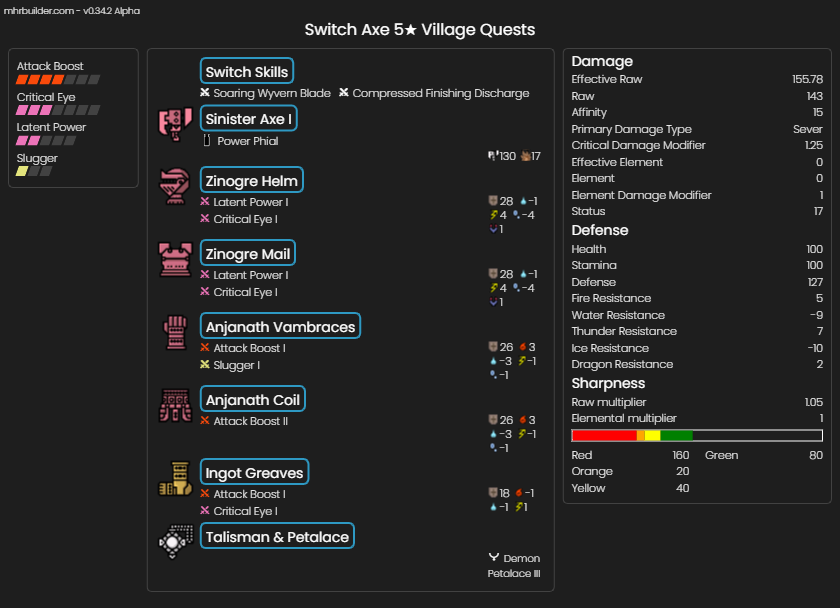 mhrbuilder.com - v0.34.2 Alpha
Switch Axe 5★ Village Quests
Attack Boost
Critical Eye
Latent Power
Slugger
Switch Skills
Soaring Wyvern Blade Compressed Finishing Discharge
Sinister Axe I
Power Phial
130 17
Zinogre Helm
Latent Power I
Critical Eye I
28 -1
4 -4
1
Zinogre Mail
Latent Power I
Critical Eye I
28 -1
4 -4
1
Anjanath Vambraces
Attack Boost I
Slugger I
26 3
-3 -1
-1
Anjanath Coil
Attack Boost II
26 3
-3 -1
-1
Ingot Greaves
Attack Boost I
Critical Eye I
18 -1
-1 1
Talisman & Petalace
Demon
Petalace III
Damage
Effective Raw 155.78
Raw 143
Affinity 15
Primary Damage Type Sever
Critical Damage Modifier 1.25
Effective Element 0
Element 0
Element Damage Modifier 1
Status 17
Defense
Health 100
Stamina 100
Defense 127
Fire Resistance 5
Water Resistance -9
Thunder Resistance 7
Ice Resistance -10
Dragon Resistance 2
Sharpness
Raw multiplier 1.05
Elemental multiplier 1
Red 160 Green 80
Orange 20
Yellow 40